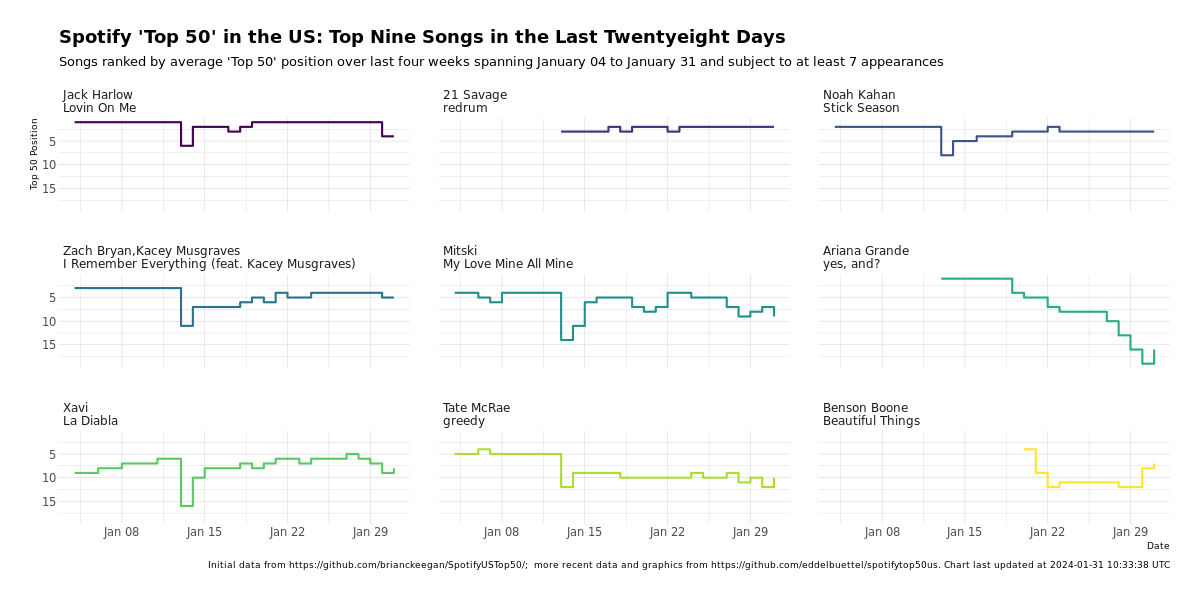 Spotify 'Top 50' in the US: Top Nine Songs in the Last Twentyeight Days
Songs ranked by average 'Top 50' position over last four weeks spanning January 04 to January 31 and subject to at least 7 appearances
Jack Harlow
Lovin On Me
21 Savage
redrum
Noah Kahan
Stick Season
Top 50 Position
5
10
15
Zach Bryan,Kacey Musgraves
I Remember Everything (feat. Kacey Musgraves)
Mitski
My Love Mine All Mine
Ariana Grande
yes, and?
5
10
15
Xavi
La Diabla
Tate McRae
greedy
Benson Boone
Beautiful Things
5
10
15
Jan 08 Jan 15 Jan 22 Jan 29
Jan 08 Jan 15 Jan 22 Jan 29
Jan 08 Jan 15 Jan 22 Jan 29
Date
Initial data from https://github.com/brianckeegan/SpotifyUSTop50/;  more recent data and graphics from https://github.com/eddelbuettel/spotifytop50us. Chart last updated at 2024-01-31 10:33:38 UTC